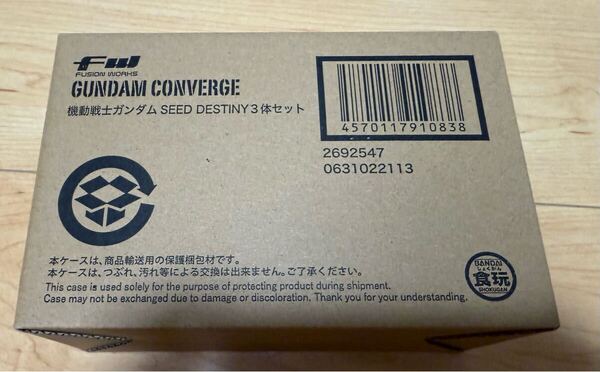 FW
FUSION WORKS
GUNDAM CONVERGE
機動戦士ガンダム SEED DESTINY 3体セット
4570117910838
2692547
0631022113
本ケースは、商品輸送用の保護梱包材です。
本ケースは、つぶれ、汚れ等による交換は出来ません。ご了承ください。
This case is used solely for the purpose of protecting product during shipment.
Case may not be exchanged due to damage or discoloration. Thank you for your understanding.
BANDAI
しょくがん
食玩
SHOKUGAN